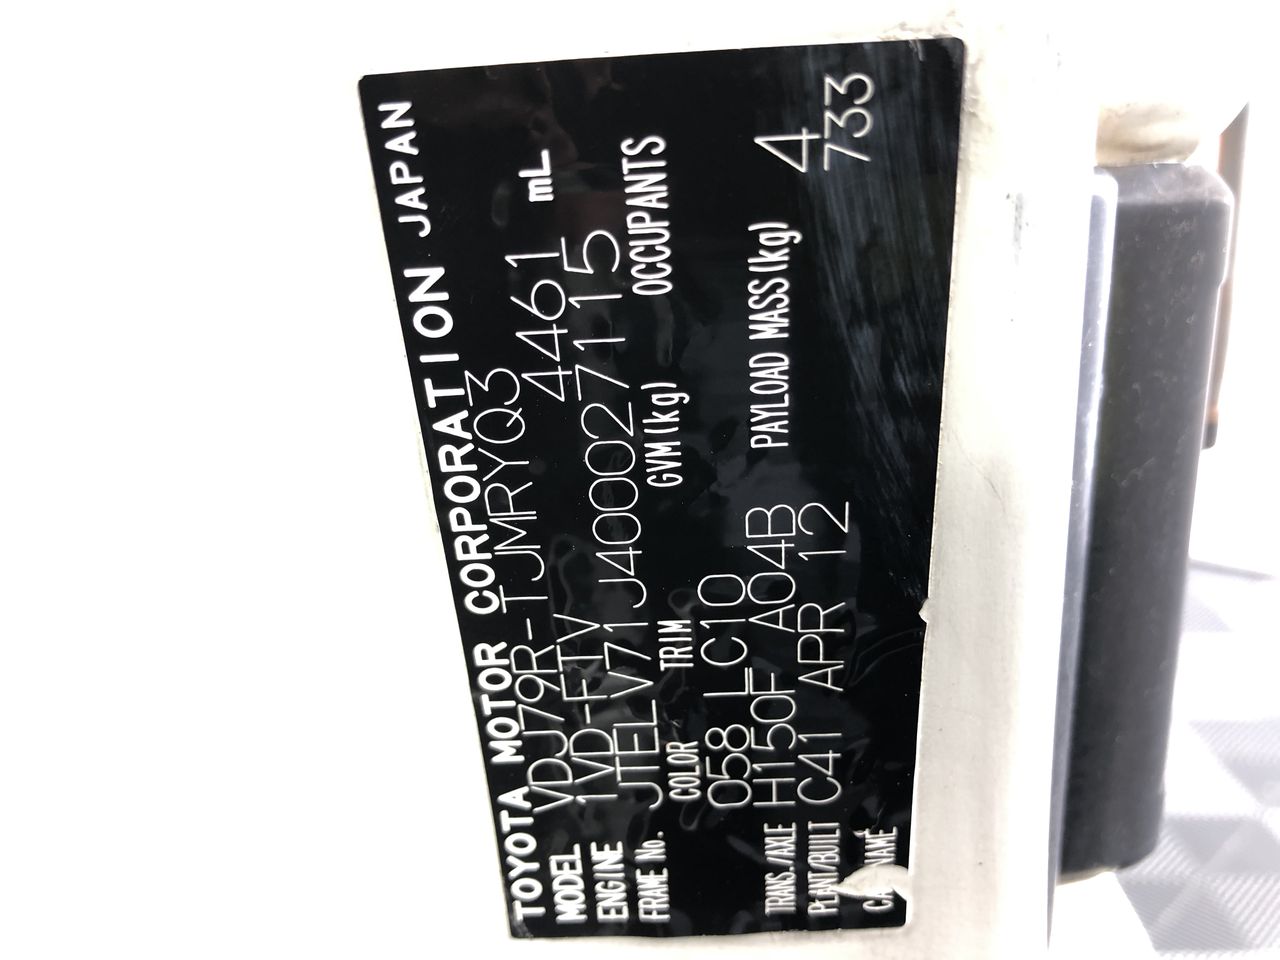 TOYOTA MOTOR CORPORATION JAPAN
MODEL VDJ79R-TJMRYQ3
ENGINE 1VD-FTV 4461 mL
FRAME No. JTELV71J400027115
COLOR TRIM GVM(kg) OCCUPANTS
058 LC10 4
TRANS./AXLE H150F A04B PAYLOAD MASS(kg) 733
PLANT/BUILT C41 APR 12
NAME